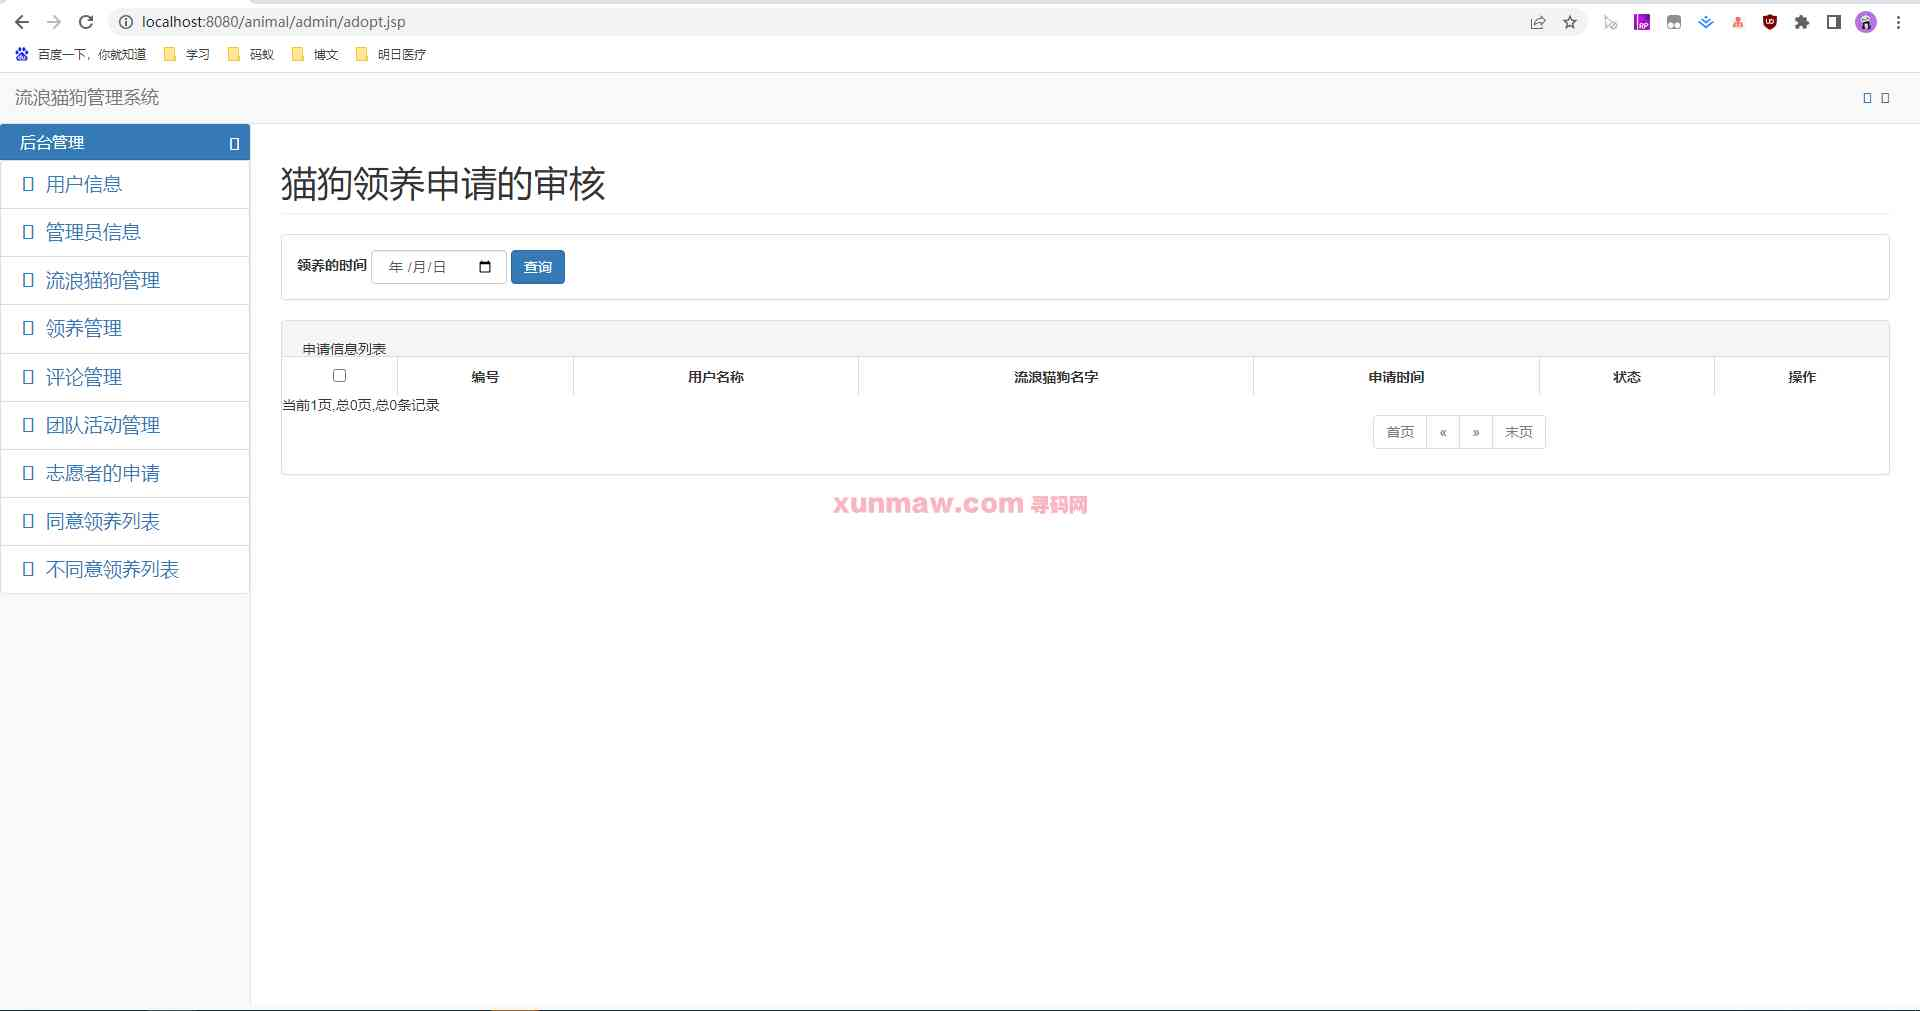 localhost:8080/animal/admin/adopt.jsp
百度一下，你就知道 学习 码蚁 博文 明日医疗
流浪猫狗管理系统
后台管理
用户信息
管理员信息
流浪猫狗管理
领养管理
评论管理
团队活动管理
志愿者的申请
同意领养列表
不同意领养列表
猫狗领养申请的审核
领养的时间 年 /月/日 查询
申请信息列表
编号 用户名称 流浪猫狗名字 申请时间 状态 操作
当前1页,总0页,总0条记录
首页 « » 末页
xunmaw.com 寻码网